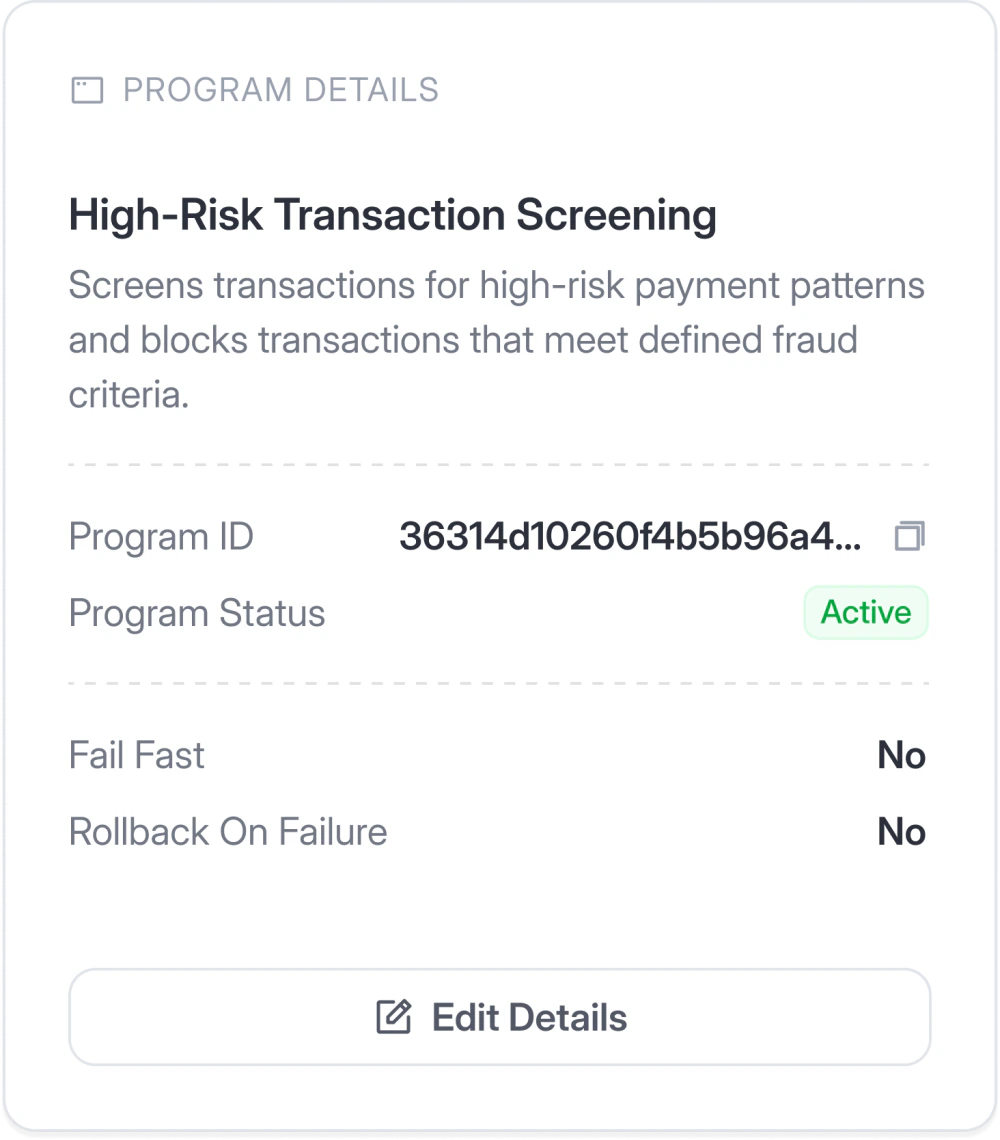 PROGRAM DETAILS
High-Risk Transaction Screening
Screens transactions for high-risk payment patterns
and blocks transactions that meet defined fraud
criteria.
Program ID 36314d10260f4b5b96a4...
Program Status Active
Fail Fast No
Rollback On Failure No
Edit Details